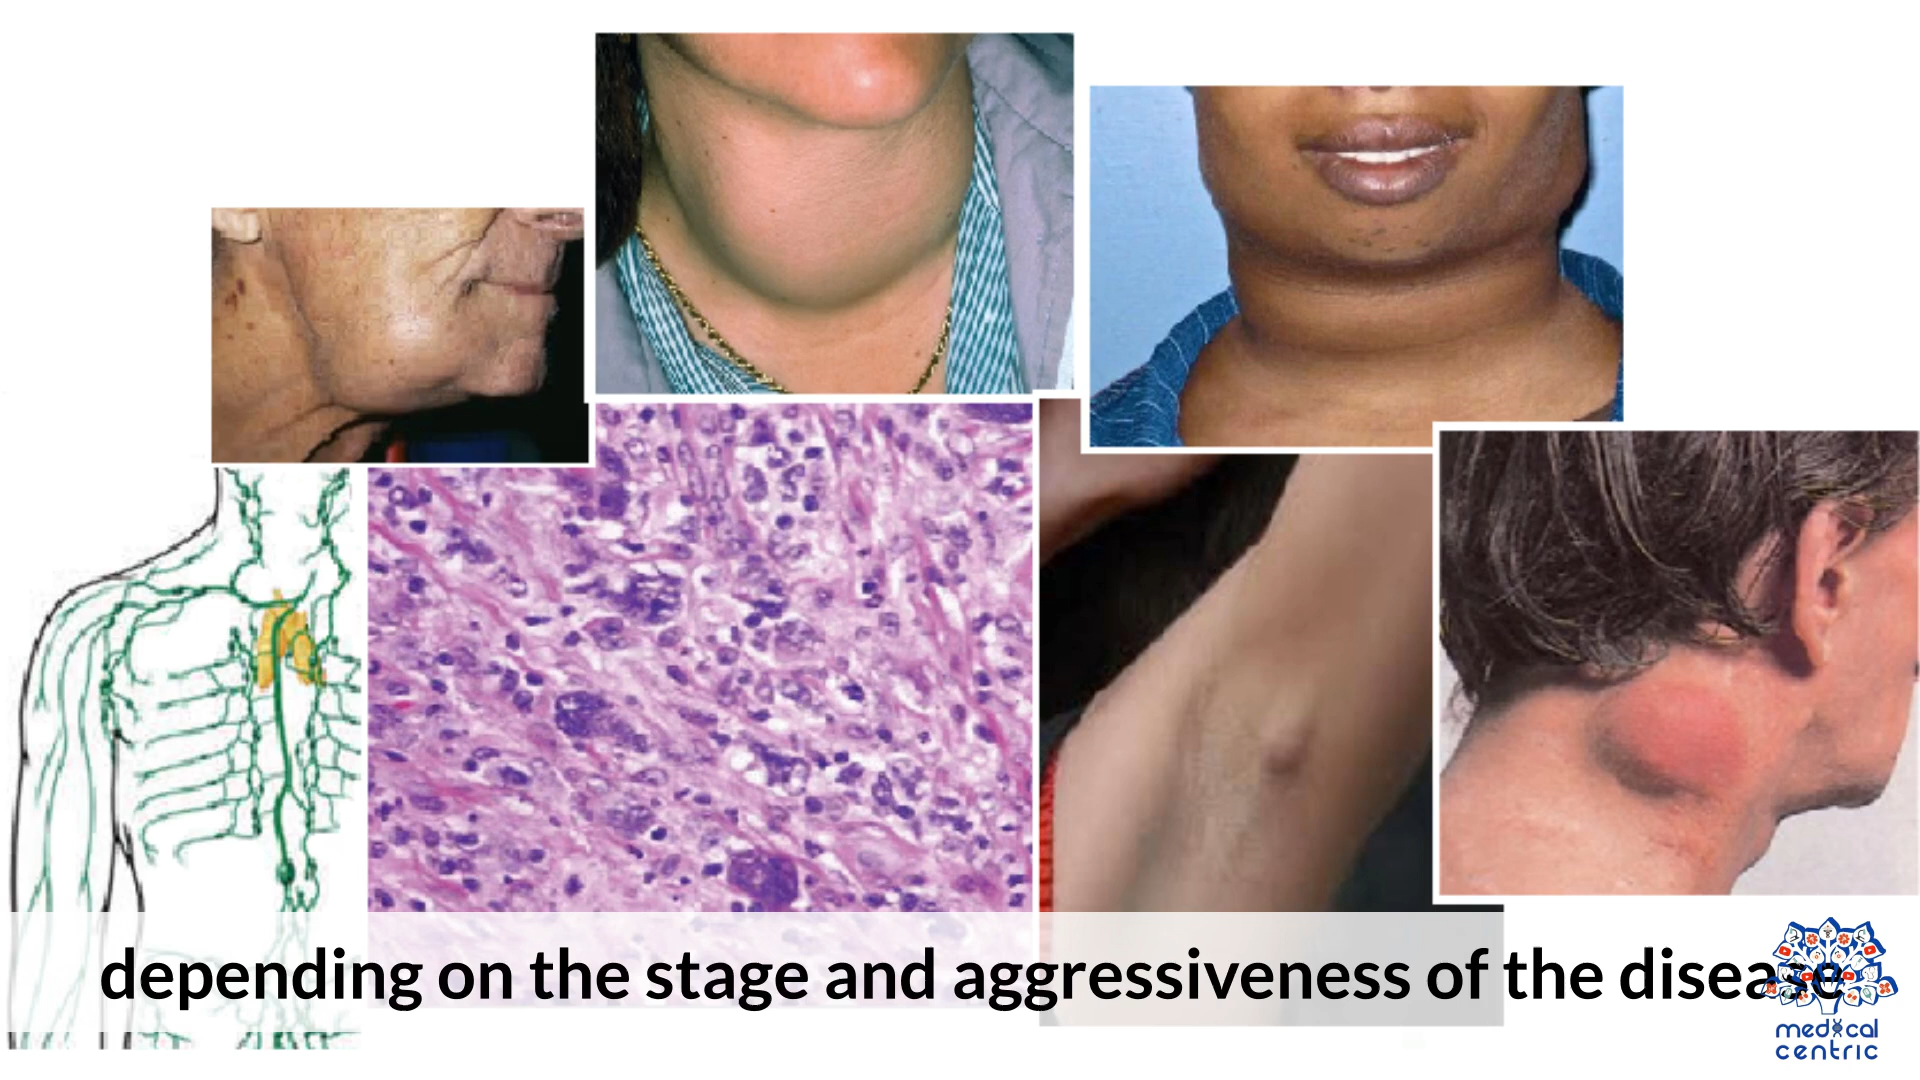 depending on the stage and aggressiveness of the disease
medical
centric